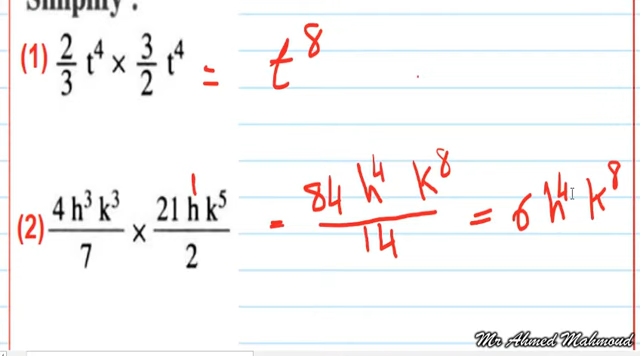 Simplify :
(1) 2/3 t⁴ × 3/2 t⁴ = t⁸
(2) 4 h³ k³/7 × 21 h¹ k⁵/2 = 84 h⁴ k⁸/14 = 6 h⁴ k⁸
Mr Ahmed Mahmoud